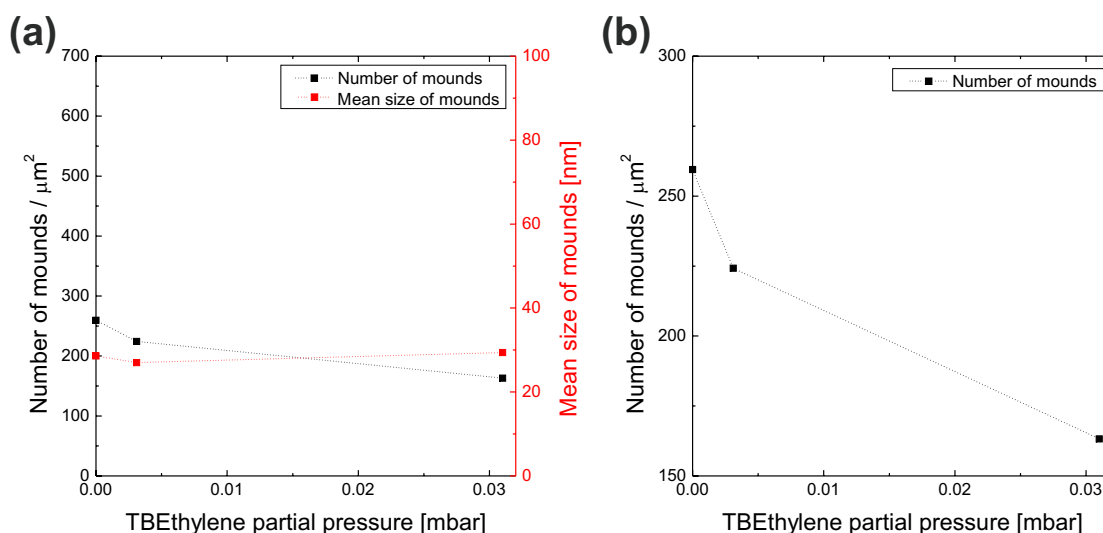 (a)
700
600
500
400
300
200
100
0
Number of mounds / μm²
Number of mounds
Mean size of mounds
100
80
60
40
20
0
Mean size of mounds [nm]
0.00 0.01 0.02 0.03
TBEthylene partial pressure [mbar]
(b)
300
250
200
150
Number of mounds / μm²
Number of mounds
0.00 0.01 0.02 0.03
TBEthylene partial pressure [mbar]